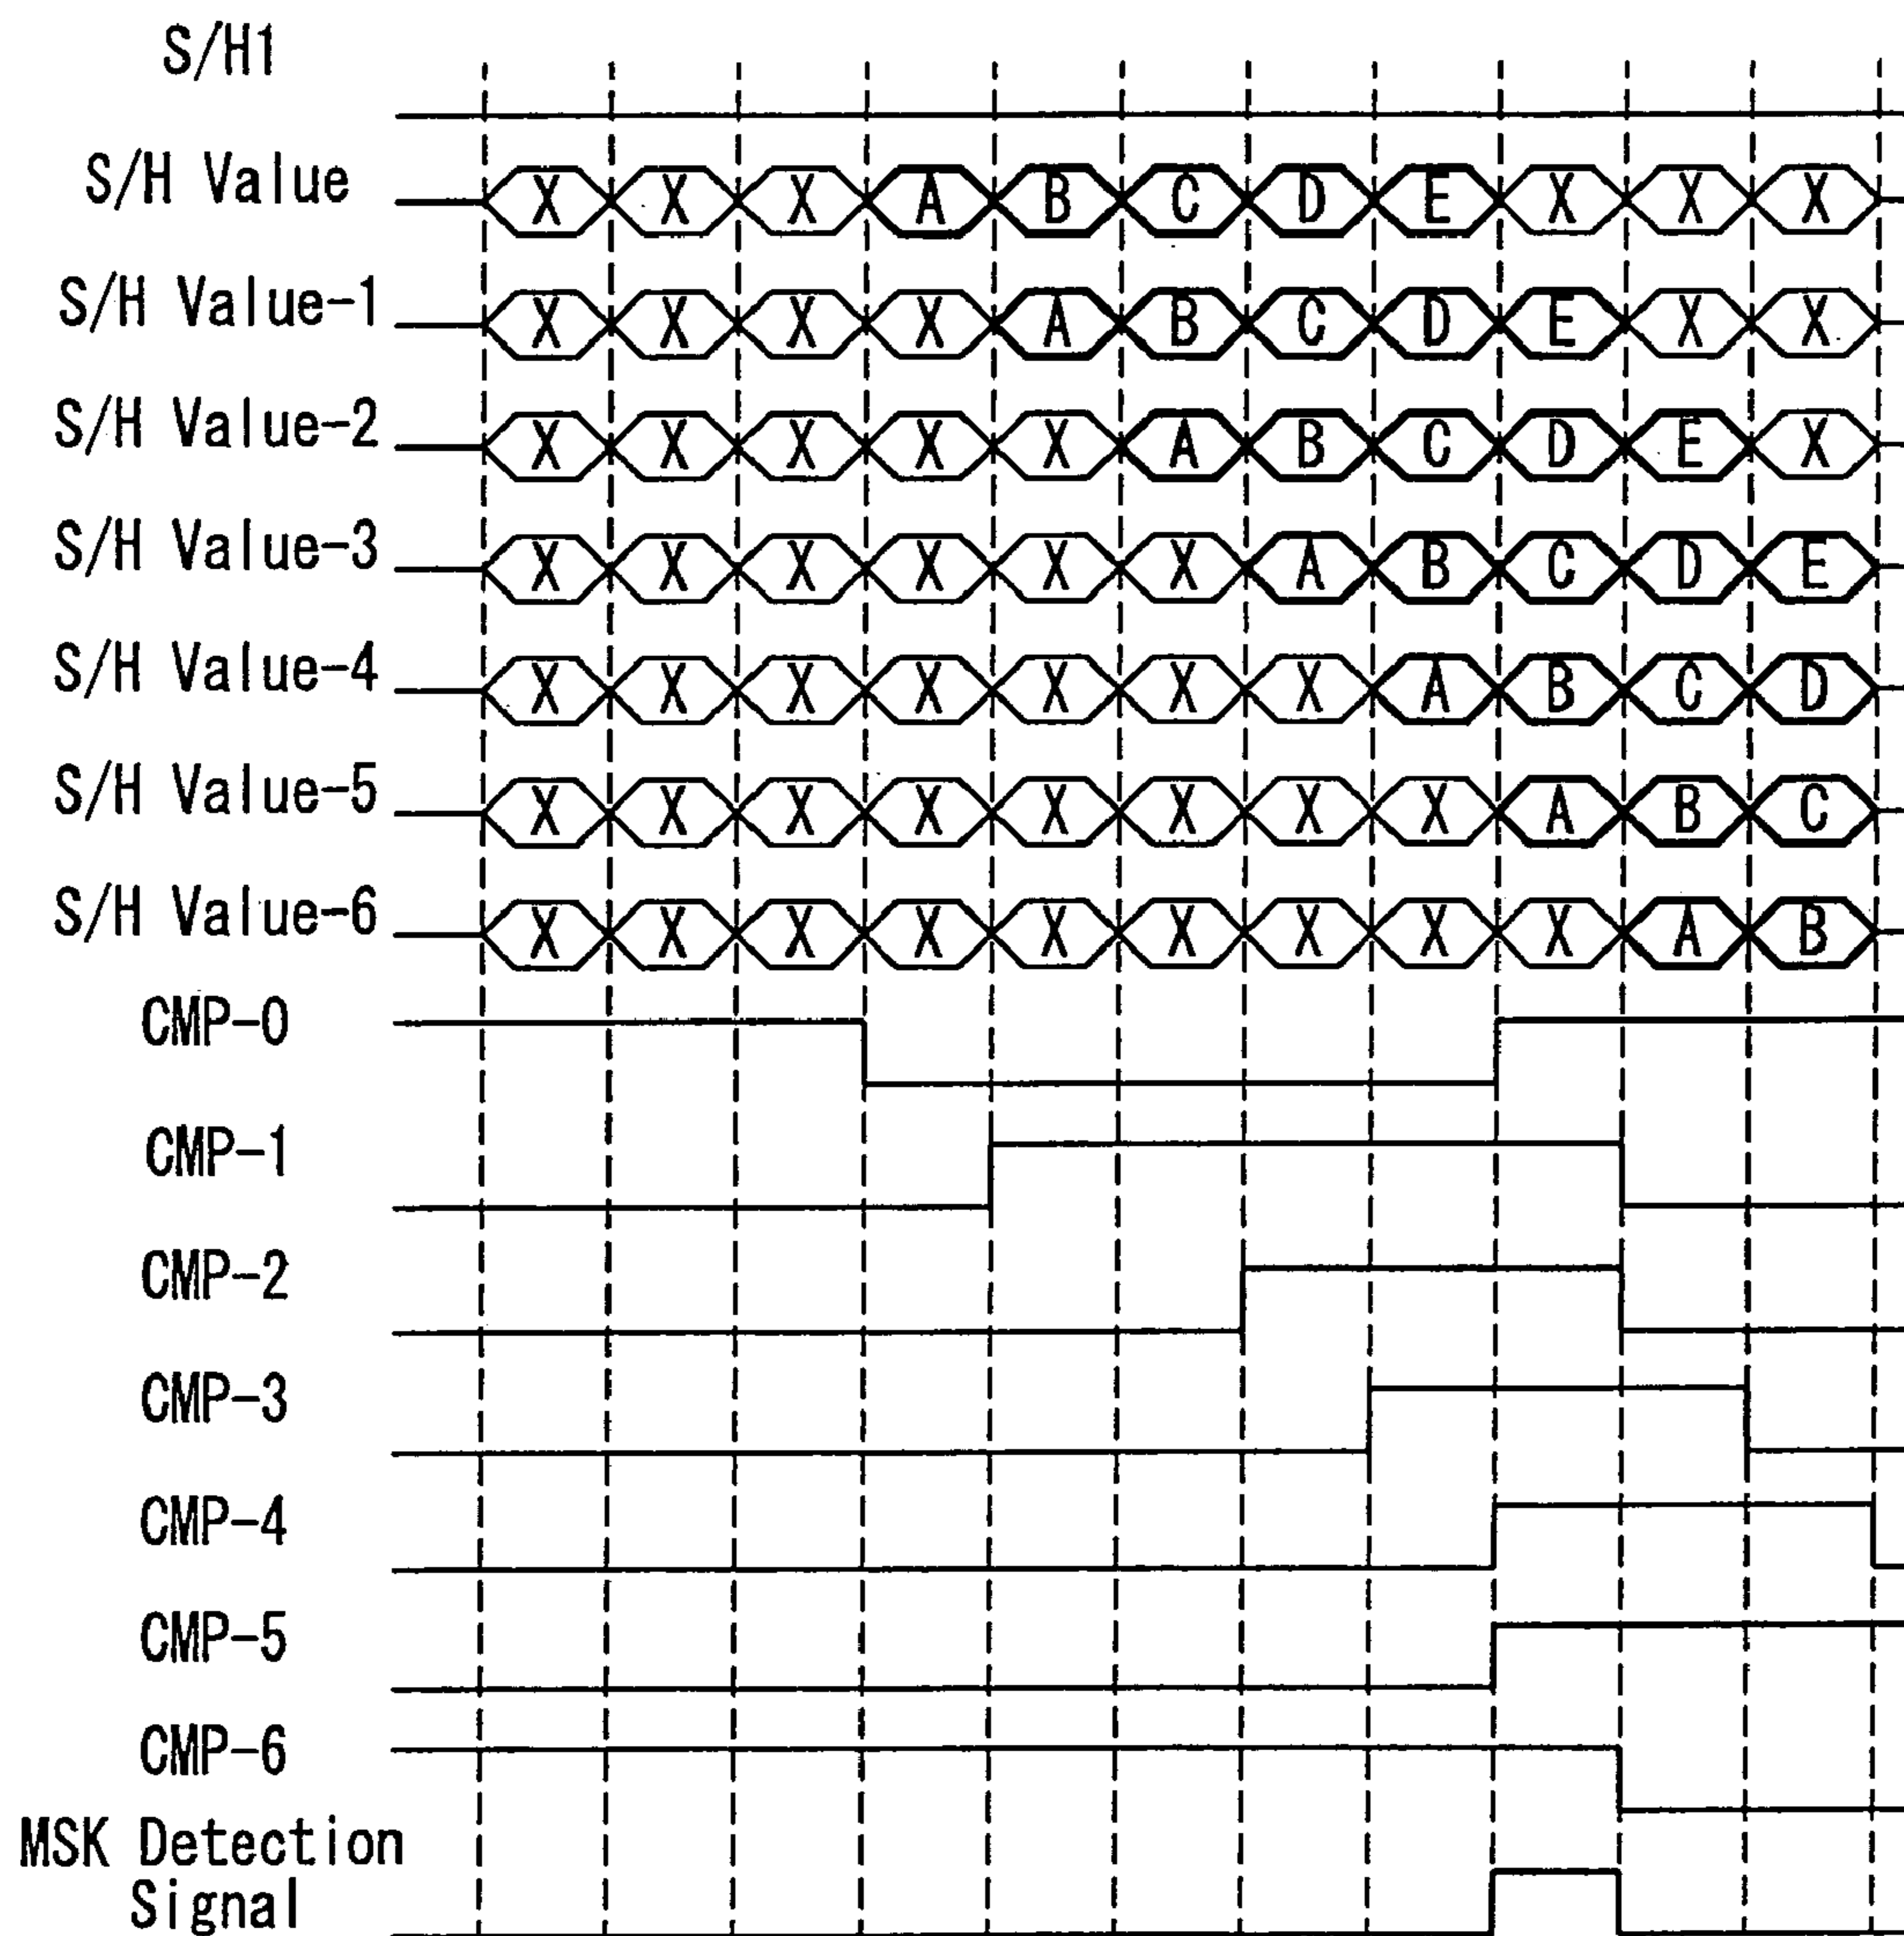 S/H1
S/H Value X X X A B C D E X X X
S/H Value-1 X X X X A B C D E X X
S/H Value-2 X X X X X A B C D E X
S/H Value-3 X X X X X X A B C D E
S/H Value-4 X X X X X X X A B C D
S/H Value-5 X X X X X X X X A B C
S/H Value-6 X X X X X X X X X A B
CMP-0
CMP-1
CMP-2
CMP-3
CMP-4
CMP-5
CMP-6
MSK Detection
Signal